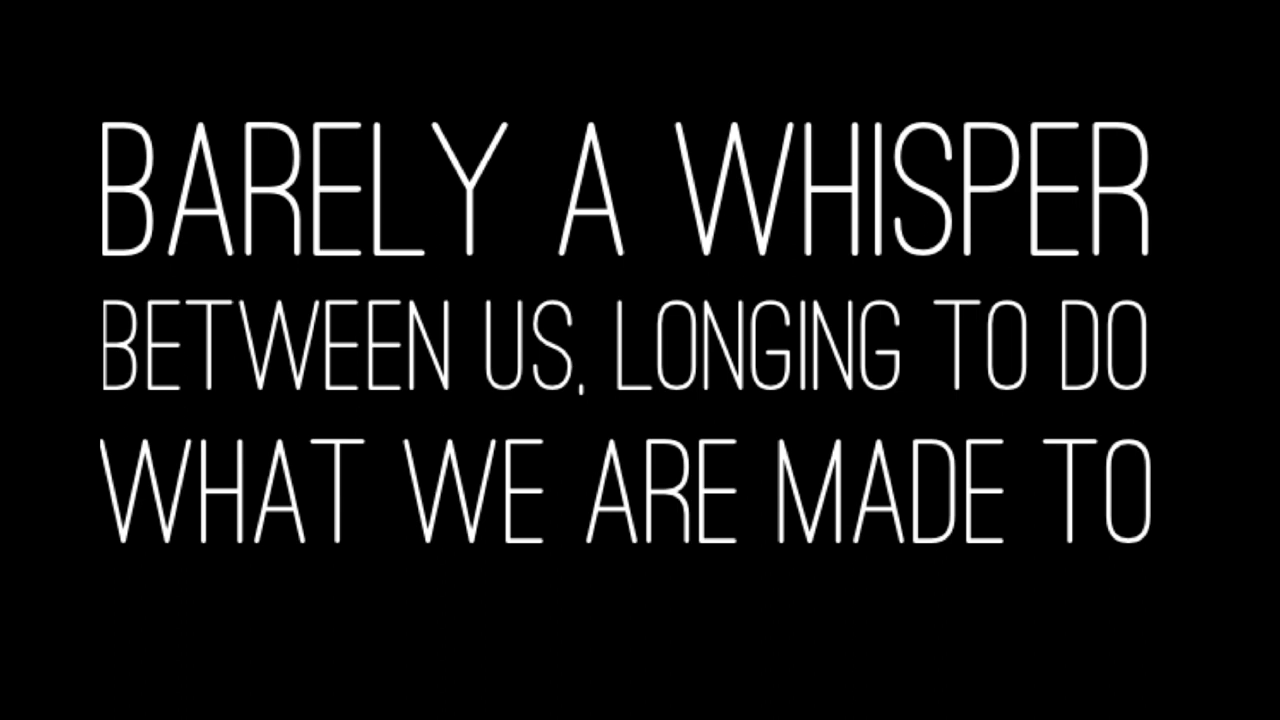 BARELY A WHISPER
BETWEEN US, LONGING TO DO
WHAT WE ARE MADE TO